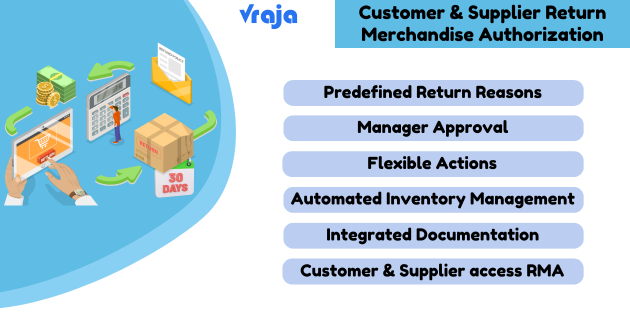 Vraja
Customer & Supplier Return
Merchandise Authorization
Predefined Return Reasons
Manager Approval
Flexible Actions
Automated Inventory Management
Integrated Documentation
Customer & Supplier access RMA
RETURN
30
DAYS